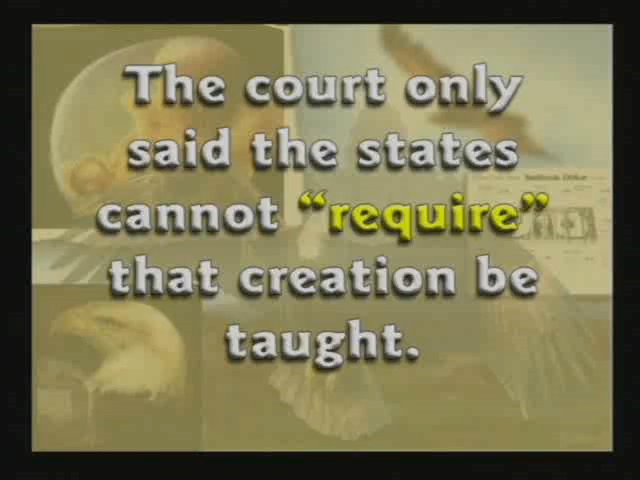 The court only
said the states
cannot “require”
that creation be
taught.